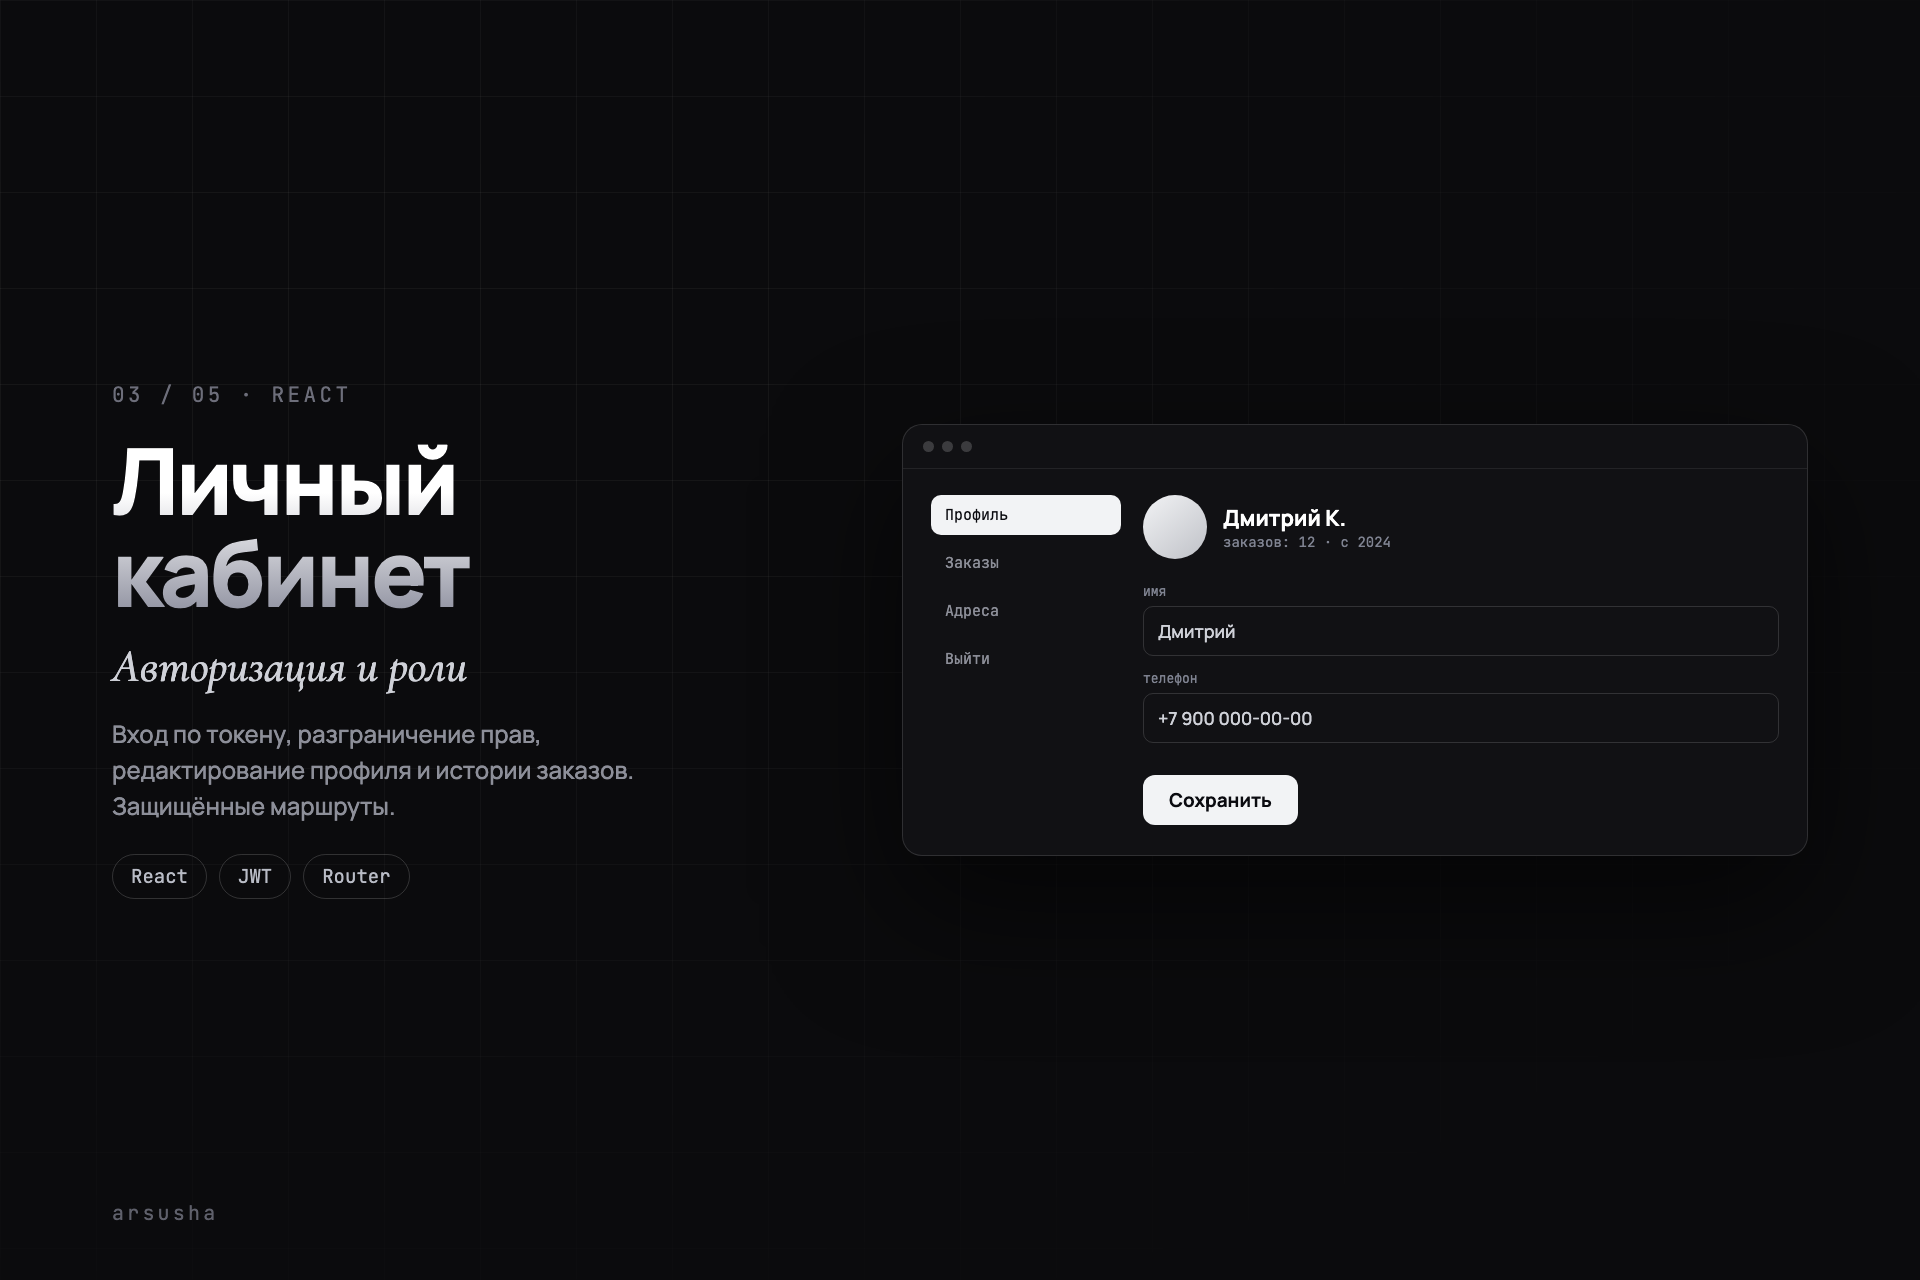 03 / 05 · REACT
Личный
кабинет
Авторизация и роли
Вход по токену, разграничение прав,
редактирование профиля и истории заказов.
Защищённые маршруты.
React JWT Router
arsusha
Профиль
Заказы
Адреса
Выйти
Дмитрий К.
заказов: 12 · с 2024
имя
Дмитрий
телефон
+7 900 000-00-00
Сохранить